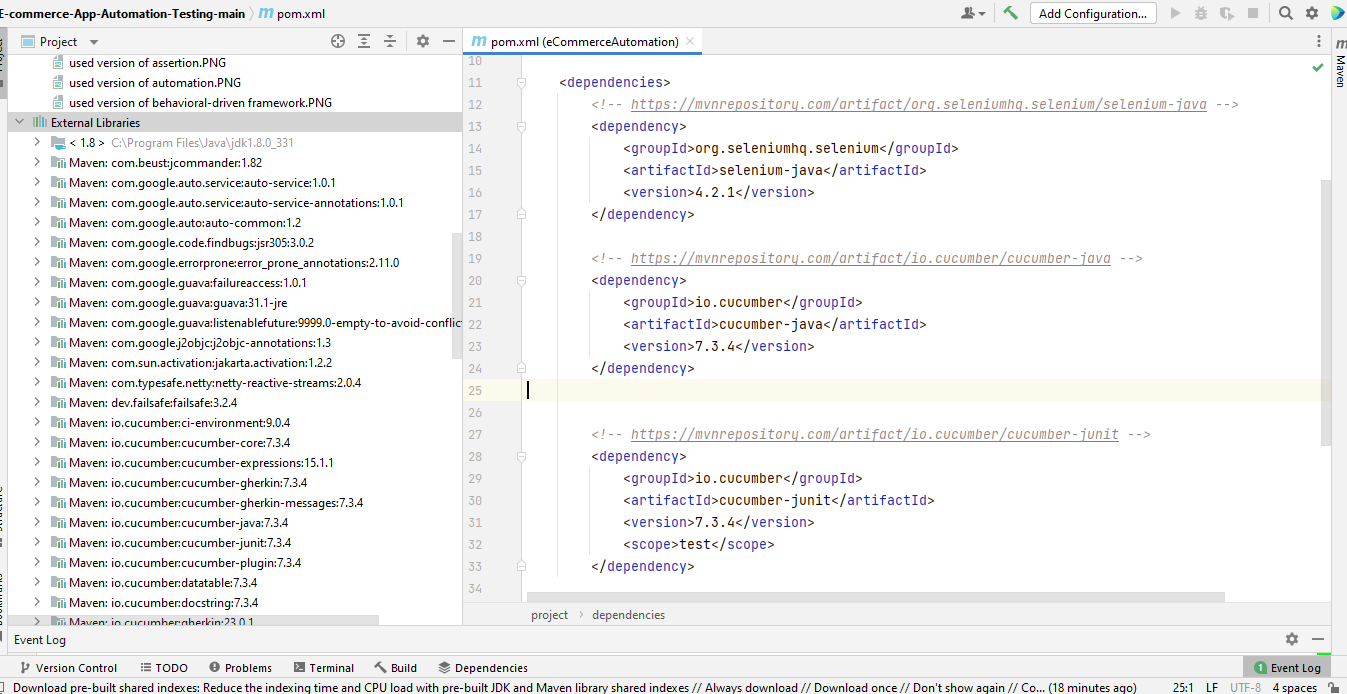 E-commerce-App-Automation-Testing-main › pom.xml
Add Configuration...
Project
pom.xml (eCommerceAutomation)
Maven
used version of assertion.PNG
used version of automation.PNG
used version of behavioral-driven framework.PNG
External Libraries
< 1.8 > C:\Program Files\Java\jdk1.8.0_331
Maven: com.beust:jcommander:1.82
Maven: com.google.auto.service:auto-service:1.0.1
Maven: com.google.auto.service:auto-service-annotations:1.0.1
Maven: com.google.auto:auto-common:1.2
Maven: com.google.code.findbugs:jsr305:3.0.2
Maven: com.google.errorprone:error_prone_annotations:2.11.0
Maven: com.google.guava:failureaccess:1.0.1
Maven: com.google.guava:guava:31.1-jre
Maven: com.google.guava:listenablefuture:9999.0-empty-to-avoid-conflic
Maven: com.google.j2objc:j2objc-annotations:1.3
Maven: com.sun.activation:jakarta.activation:1.2.2
Maven: com.typesafe.netty:netty-reactive-streams:2.0.4
Maven: dev.failsafe:failsafe:3.2.4
Maven: io.cucumber:ci-environment:9.0.4
Maven: io.cucumber:cucumber-core:7.3.4
Maven: io.cucumber:cucumber-expressions:15.1.1
Maven: io.cucumber:cucumber-gherkin:7.3.4
Maven: io.cucumber:cucumber-gherkin-messages:7.3.4
Maven: io.cucumber:cucumber-java:7.3.4
Maven: io.cucumber:cucumber-junit:7.3.4
Maven: io.cucumber:cucumber-plugin:7.3.4
Maven: io.cucumber:datatable:7.3.4
Maven: io.cucumber:docstring:7.3.4
Maven: io.cucumber:gherkin:23.0.1
10
11 <dependencies>
12 <!-- https://mvnrepository.com/artifact/org.seleniumhq.selenium/selenium-java -->
13 <dependency>
14 <groupId>org.seleniumhq.selenium</groupId>
15 <artifactId>selenium-java</artifactId>
16 <version>4.2.1</version>
17 </dependency>
18
19 <!-- https://mvnrepository.com/artifact/io.cucumber/cucumber-java -->
20 <dependency>
21 <groupId>io.cucumber</groupId>
22 <artifactId>cucumber-java</artifactId>
23 <version>7.3.4</version>
24 </dependency>
25
26
27 <!-- https://mvnrepository.com/artifact/io.cucumber/cucumber-junit -->
28 <dependency>
29 <groupId>io.cucumber</groupId>
30 <artifactId>cucumber-junit</artifactId>
31 <version>7.3.4</version>
32 <scope>test</scope>
33 </dependency>
34
project › dependencies
Event Log
Version Control TODO Problems Terminal Build Dependencies 1 Event Log
Download pre-built shared indexes: Reduce the indexing time and CPU load with pre-built JDK and Maven library shared indexes // Always download // Download once // Don't show again // Co... (18 minutes ago) 25:1 LF UTF-8 4 spaces